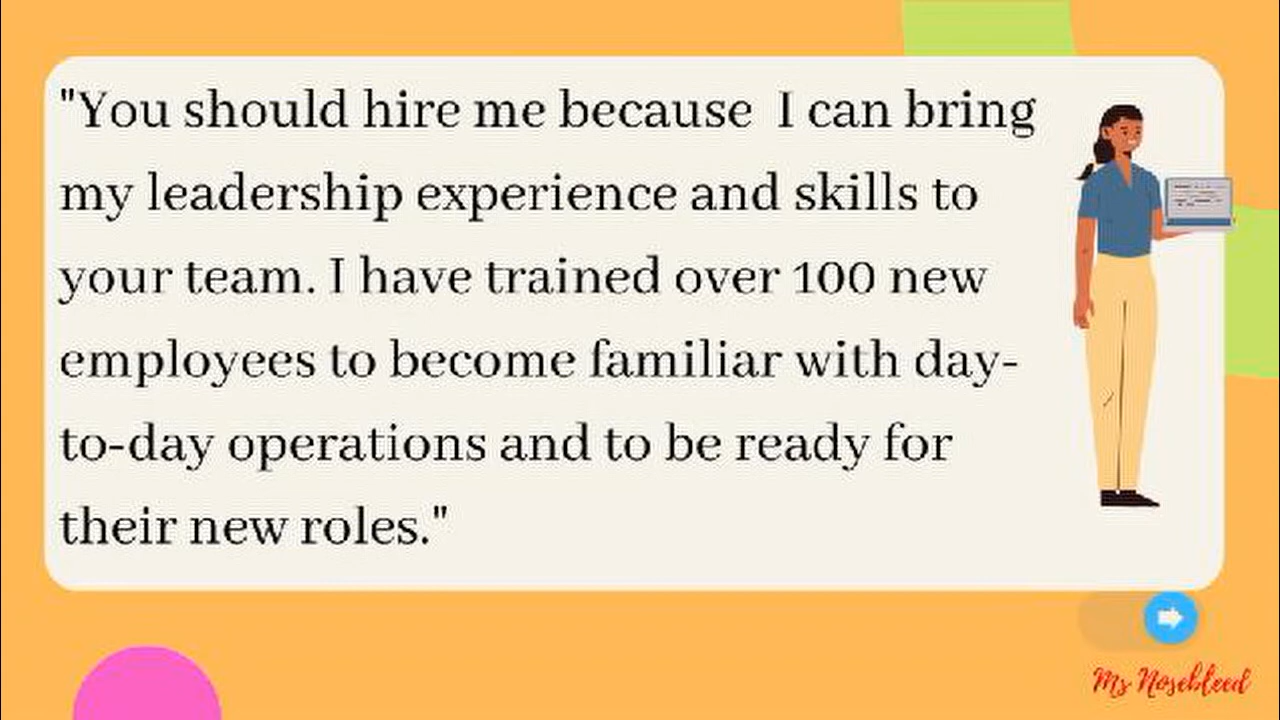 "You should hire me because  I can bring
my leadership experience and skills to
your team. I have trained over 100 new
employees to become familiar with day-
to-day operations and to be ready for
their new roles."
Ms Nosebleed